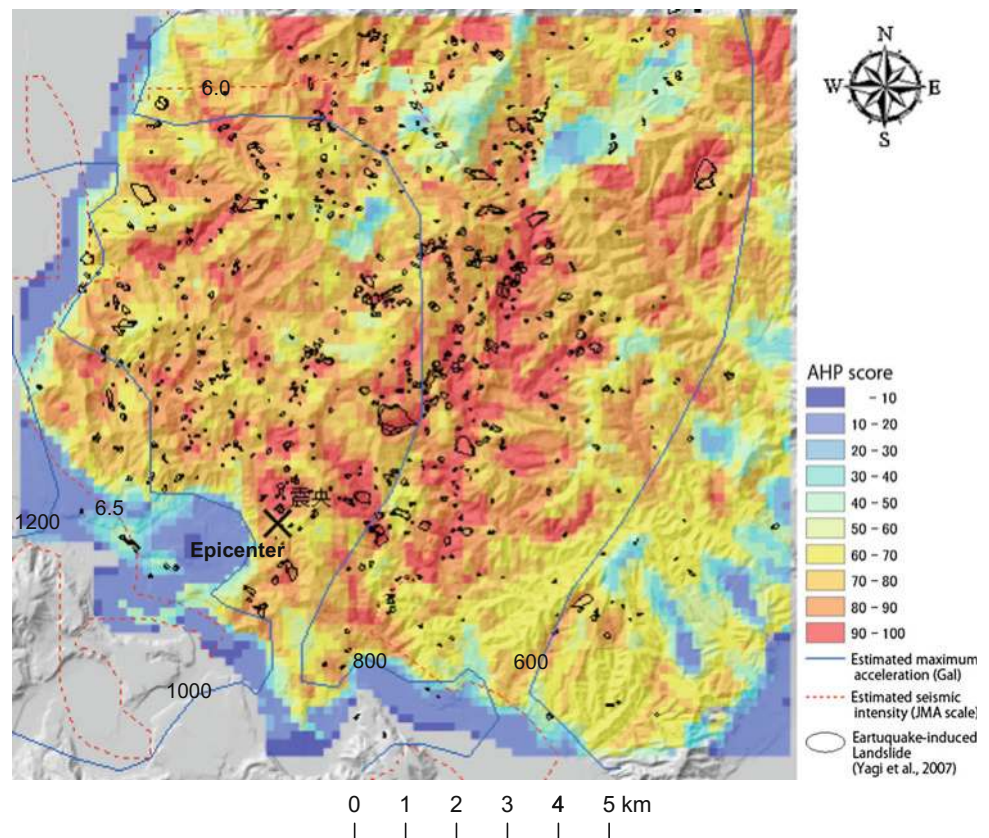 N
W E
S
6.0
震央
6.5
1200
Epicenter
800
600
1000
AHP score
- 10
10 - 20
20 - 30
30 - 40
40 - 50
50 - 60
60 - 70
70 - 80
80 - 90
90 - 100
Estimated maximum
acceleration (Gal)
Estimated seismic
intensity (JMA scale)
Eartuquake-induced
Landslide
(Yagi et al., 2007)
0 1 2 3 4 5 km